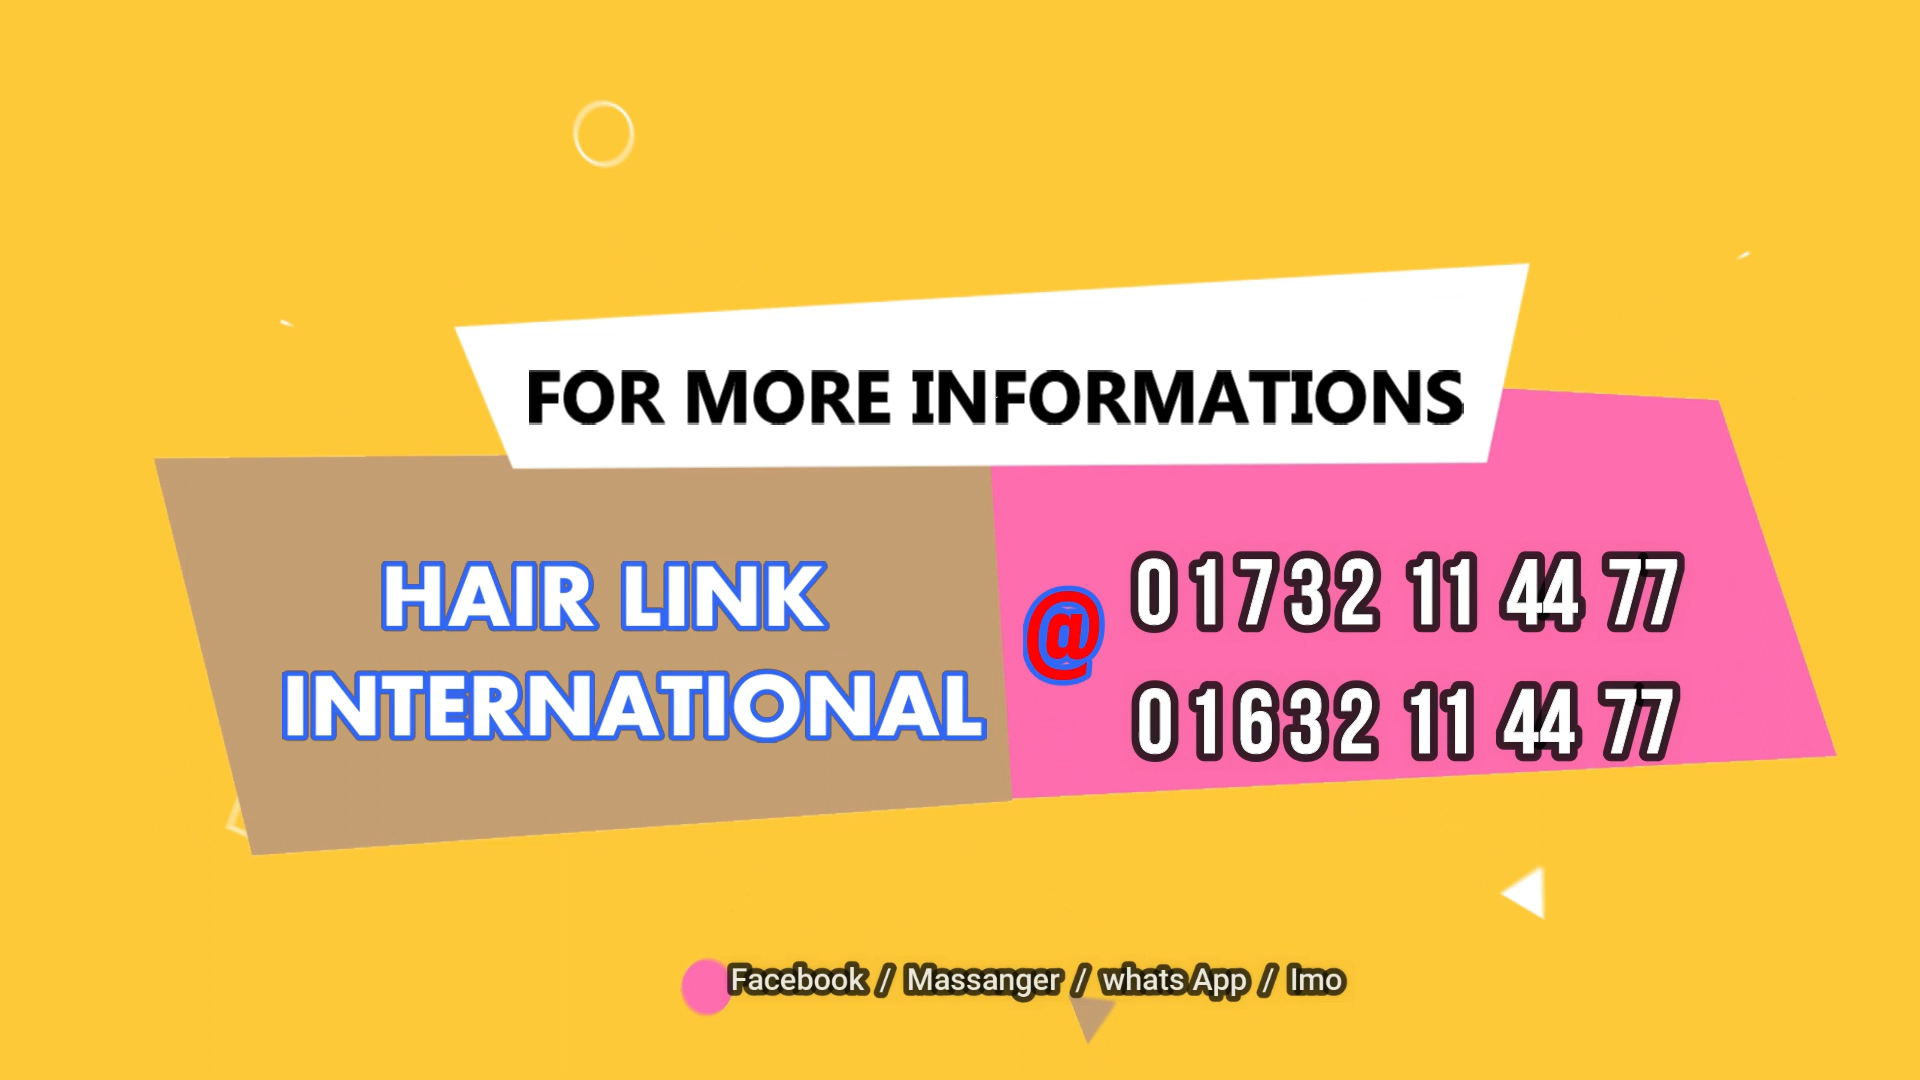 FOR MORE INFORMATIONS
HAIR LINK
INTERNATIONAL
@
01732 11 44 77
01632 11 44 77
Facebook / Massanger / whats App / Imo